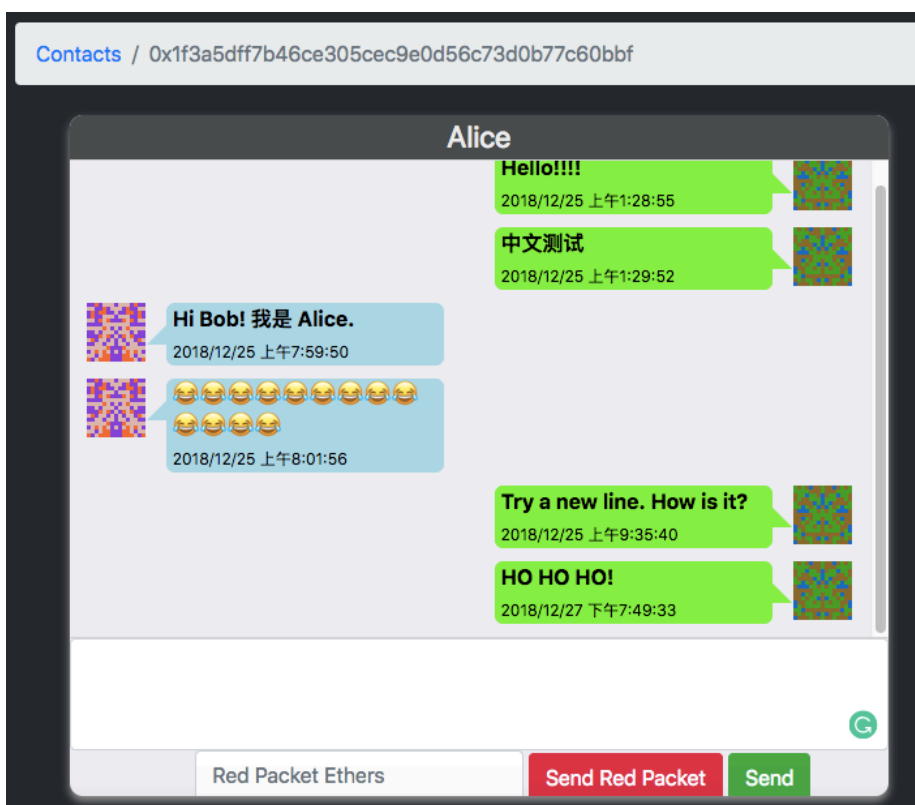 Contacts / 0x1f3a5dff7b46ce305cec9e0d56c73d0b77c60bbf
Alice
Hello!!!!
2018/12/25 上午1:28:55
中文测试
2018/12/25 上午1:29:52
Hi Bob! 我是 Alice.
2018/12/25 上午7:59:50
😂😂😂😂😂😂😂😂😂
😂😂😂😂
2018/12/25 上午8:01:56
Try a new line. How is it?
2018/12/25 上午9:35:40
HO HO HO!
2018/12/27 下午7:49:33
Red Packet Ethers
Send Red Packet
Send